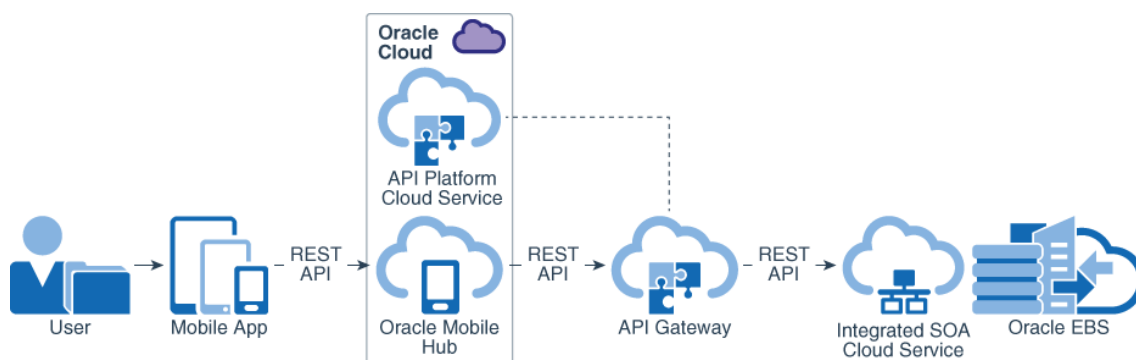 Oracle
Cloud
API Platform
Cloud Service
REST
API
REST
API
REST
API
User
Mobile App
Oracle Mobile
Hub
API Gateway
Integrated SOA
Cloud Service
Oracle EBS